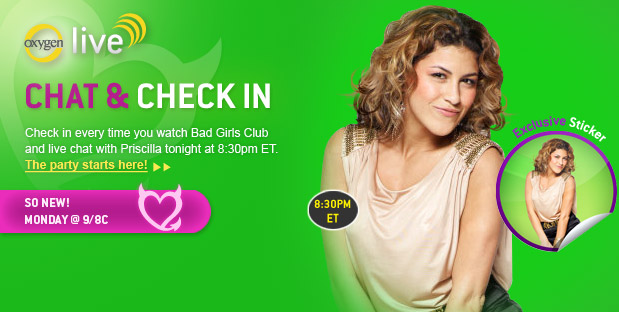 oxygen live
CHAT & CHECK IN
Check in every time you watch Bad Girls Club
and live chat with Priscilla tonight at 8:30pm ET.
The party starts here!
SO NEW!
MONDAY @ 9/8C
8:30PM
ET
Exclusive Sticker